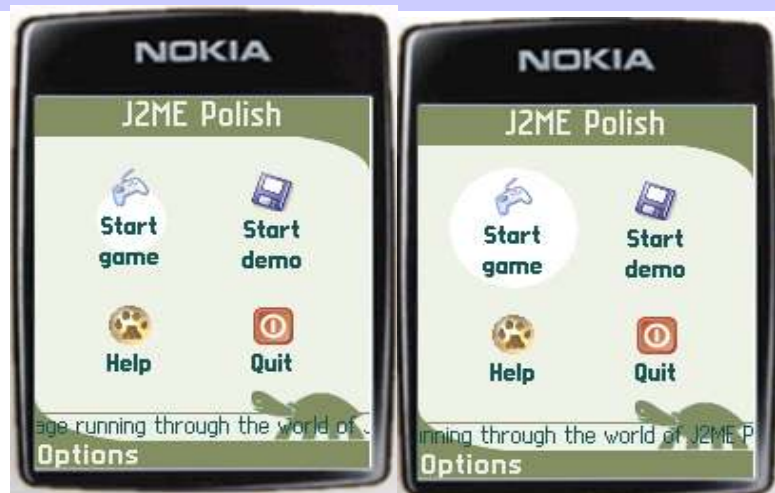 NOKIA
J2ME Polish
Start
game
Start
demo
Help
Quit
age running through the world of J
Options
NOKIA
J2ME Polish
Start
game
Start
demo
Help
Quit
nning through the world of J2ME P
Options